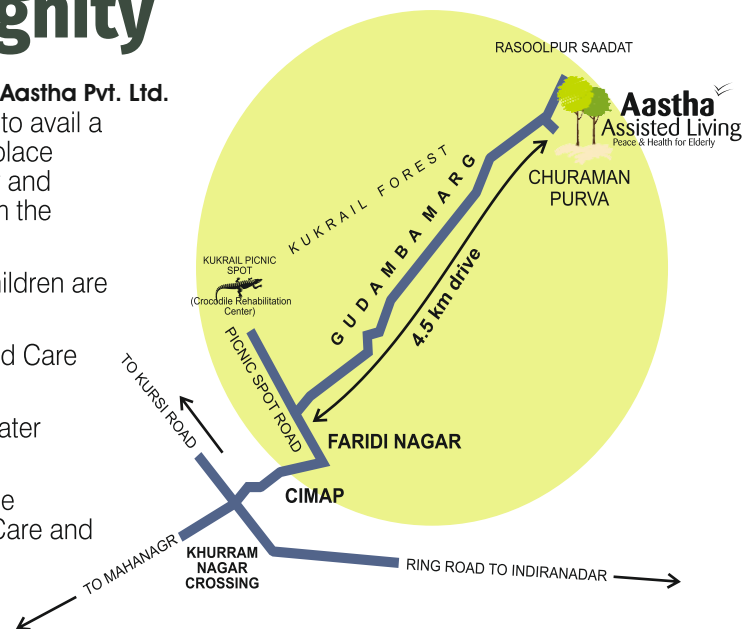 gnity
Aastha Pvt. Ltd.
to avail a
place
and
n the
ildren are
d Care
ater
e
Care and
RASOOLPUR SAADAT
Aastha
Assisted Living
Peace & Health for Elderly
CHURAMAN
PURVA
KUKRAIL FOREST
GUDAMBA MARG
4.5 km drive
KUKRAIL PICNIC
SPOT
(Crocodile Rehabilitation
Center)
PICNIC SPOT ROAD
TO KURSI ROAD
FARIDI NAGAR
CIMAP
KHURRAM
NAGAR
CROSSING
TO MAHANAGR
RING ROAD TO INDIRANADAR